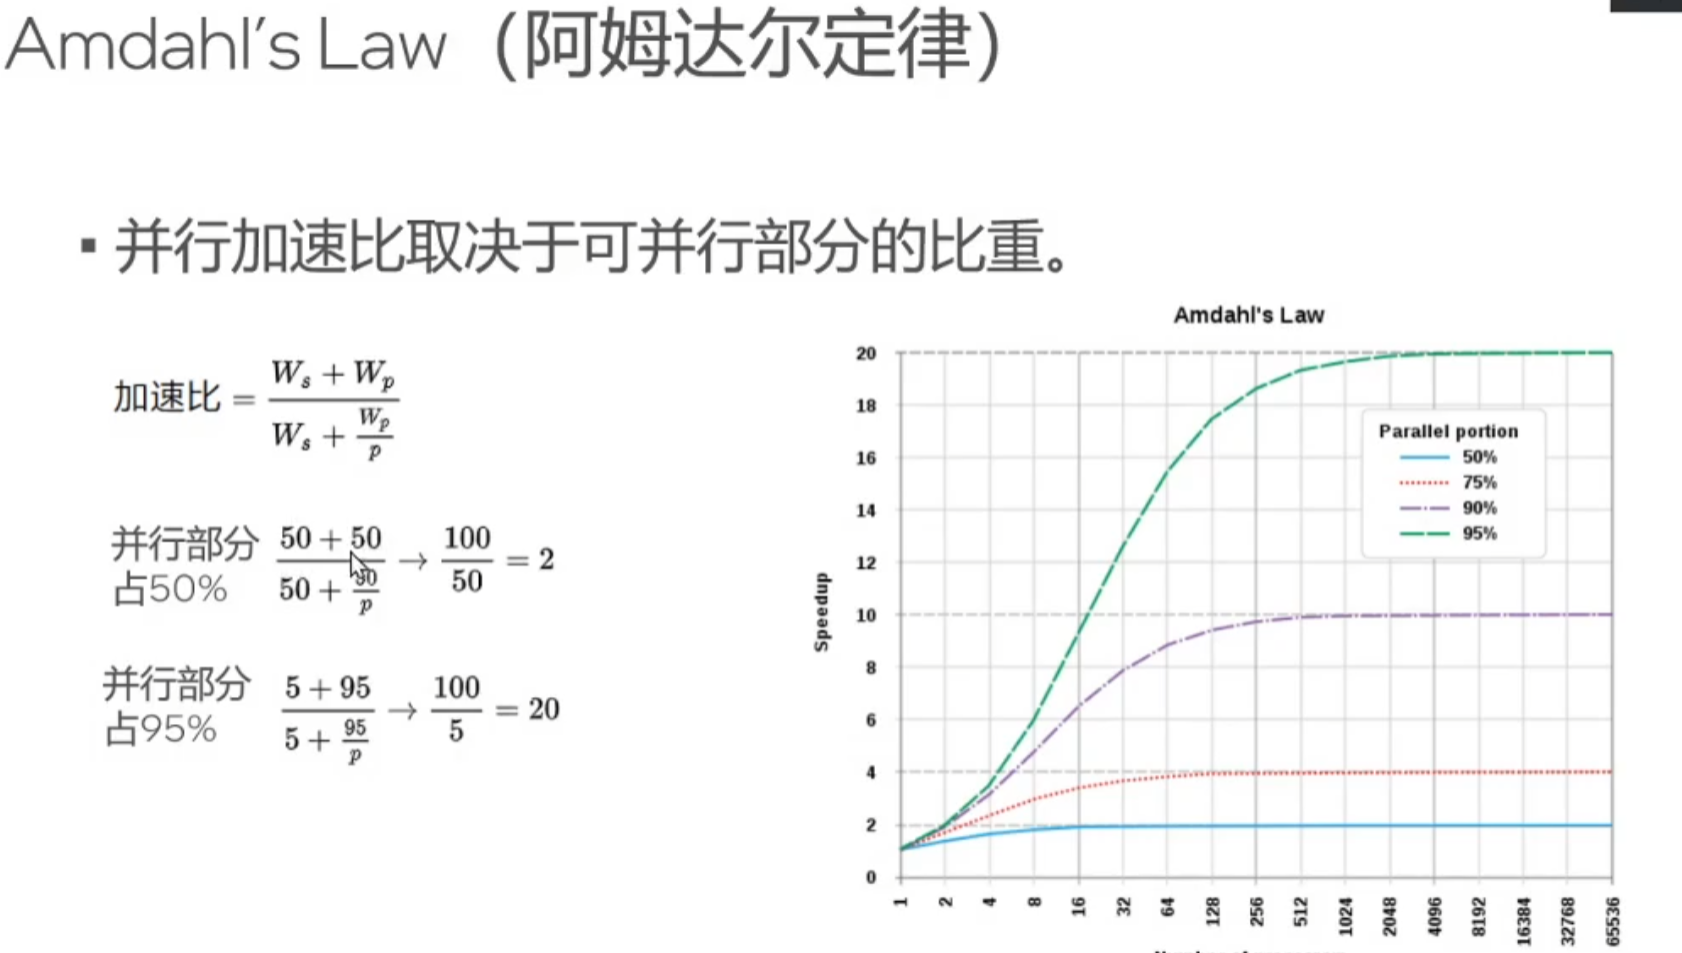 Amdahl's Law（阿姆达尔定律）
▪ 并行加速比取决于可并行部分的比重。
加速比 = \frac{W_s + W_p}{W_s + \frac{W_p}{p}}
并行部分占50% \frac{50 + 50}{50 + \frac{50}{p}} → \frac{100}{50} = 2
并行部分占95% \frac{5 + 95}{5 + \frac{95}{p}} → \frac{100}{5} = 20
Amdahl's Law
Speedup
20
18
16
14
12
10
8
6
4
2
0
Parallel portion
50%
75%
90%
95%
1 2 4 8 16 32 64 128 256 512 1024 2048 4096 8192 16384 32768 65536